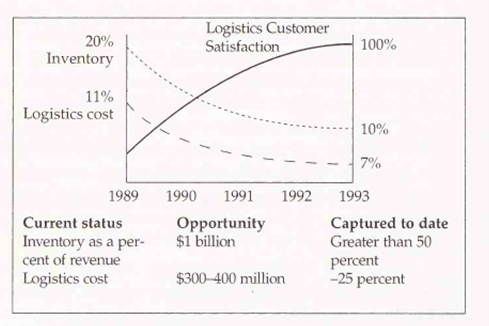 Logistics Customer
Satisfaction
20%
Inventory
100%
11%
Logistics cost
10%
7%
1989 1990 1991 1992 1993
Current status Opportunity Captured to date
Inventory as a per- $1 billion Greater than 50
cent of revenue percent
Logistics cost $300–400 million –25 percent